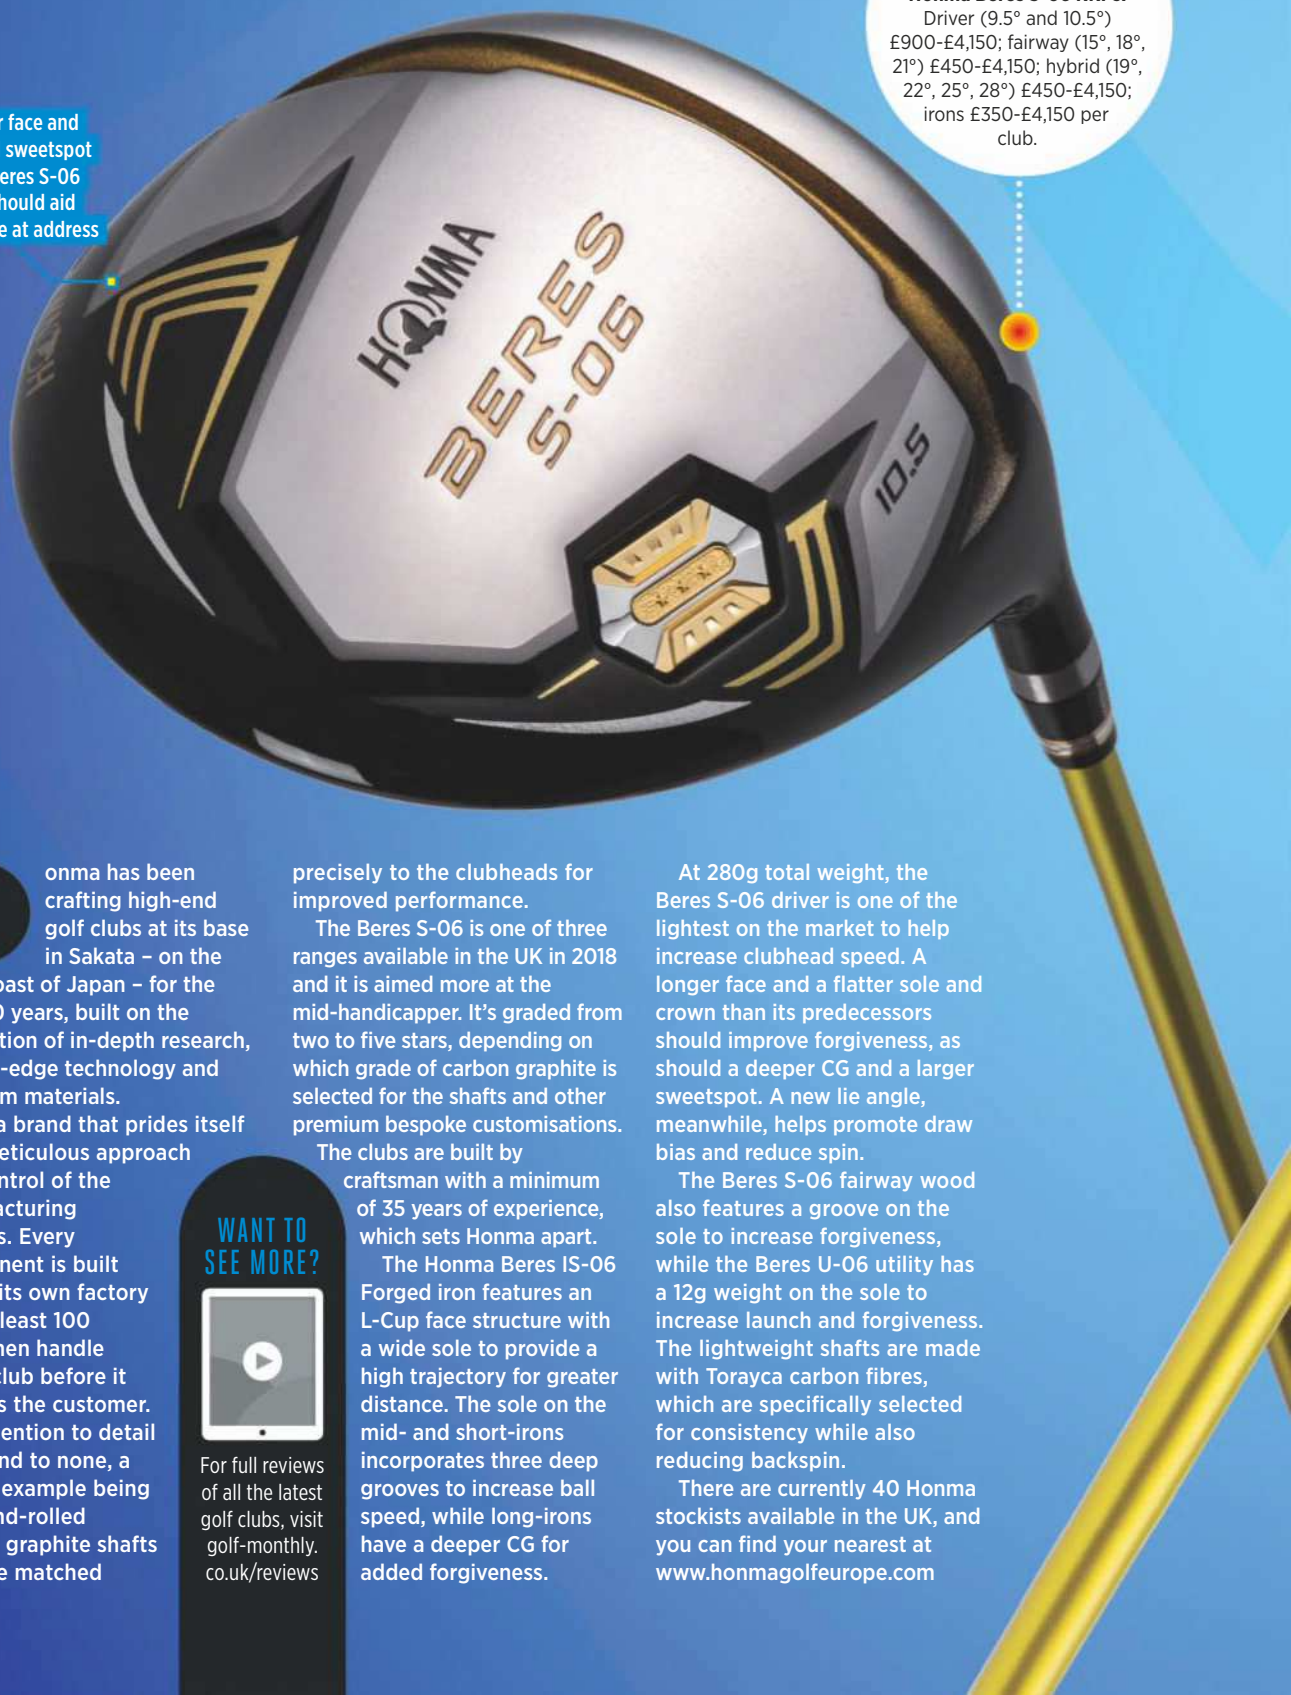 Driver (9.5° and 10.5°)
£900-£4,150; fairway (15°, 18°,
21°) £450-£4,150; hybrid (19°,
22°, 25°, 28°) £450-£4,150;
irons £350-£4,150 per
club.
face and
sweetspot
S-06
aid
at address
HONMA
BERES
S-06
10.5
onma has been
crafting high-end
golf clubs at its base
in Sakata – on the
of Japan – for the
years, built on the
of in-depth research,
-edge technology and
materials.
a brand that prides itself
approach
of the
Every
is built
its own factory
least 100
handle
before it
the customer.
to detail
to none, a
example being
-rolled
graphite shafts
matched
WANT TO
SEE MORE?
For full reviews
of all the latest
golf clubs, visit
golf-monthly.
co.uk/reviews
precisely to the clubheads for
improved performance.
The Beres S-06 is one of three
ranges available in the UK in 2018
and it is aimed more at the
mid-handicapper. It's graded from
two to five stars, depending on
which grade of carbon graphite is
selected for the shafts and other
premium bespoke customisations.
The clubs are built by
craftsman with a minimum
of 35 years of experience,
which sets Honma apart.
The Honma Beres IS-06
Forged iron features an
L-Cup face structure with
a wide sole to provide a
high trajectory for greater
distance. The sole on the
mid- and short-irons
incorporates three deep
grooves to increase ball
speed, while long-irons
have a deeper CG for
added forgiveness.
At 280g total weight, the
Beres S-06 driver is one of the
lightest on the market to help
increase clubhead speed. A
longer face and a flatter sole and
crown than its predecessors
should improve forgiveness, as
should a deeper CG and a larger
sweetspot. A new lie angle,
meanwhile, helps promote draw
bias and reduce spin.
The Beres S-06 fairway wood
also features a groove on the
sole to increase forgiveness,
while the Beres U-06 utility has
a 12g weight on the sole to
increase launch and forgiveness.
The lightweight shafts are made
with Torayca carbon fibres,
which are specifically selected
for consistency while also
reducing backspin.
There are currently 40 Honma
stockists available in the UK, and
you can find your nearest at
www.honmagolfeurope.com